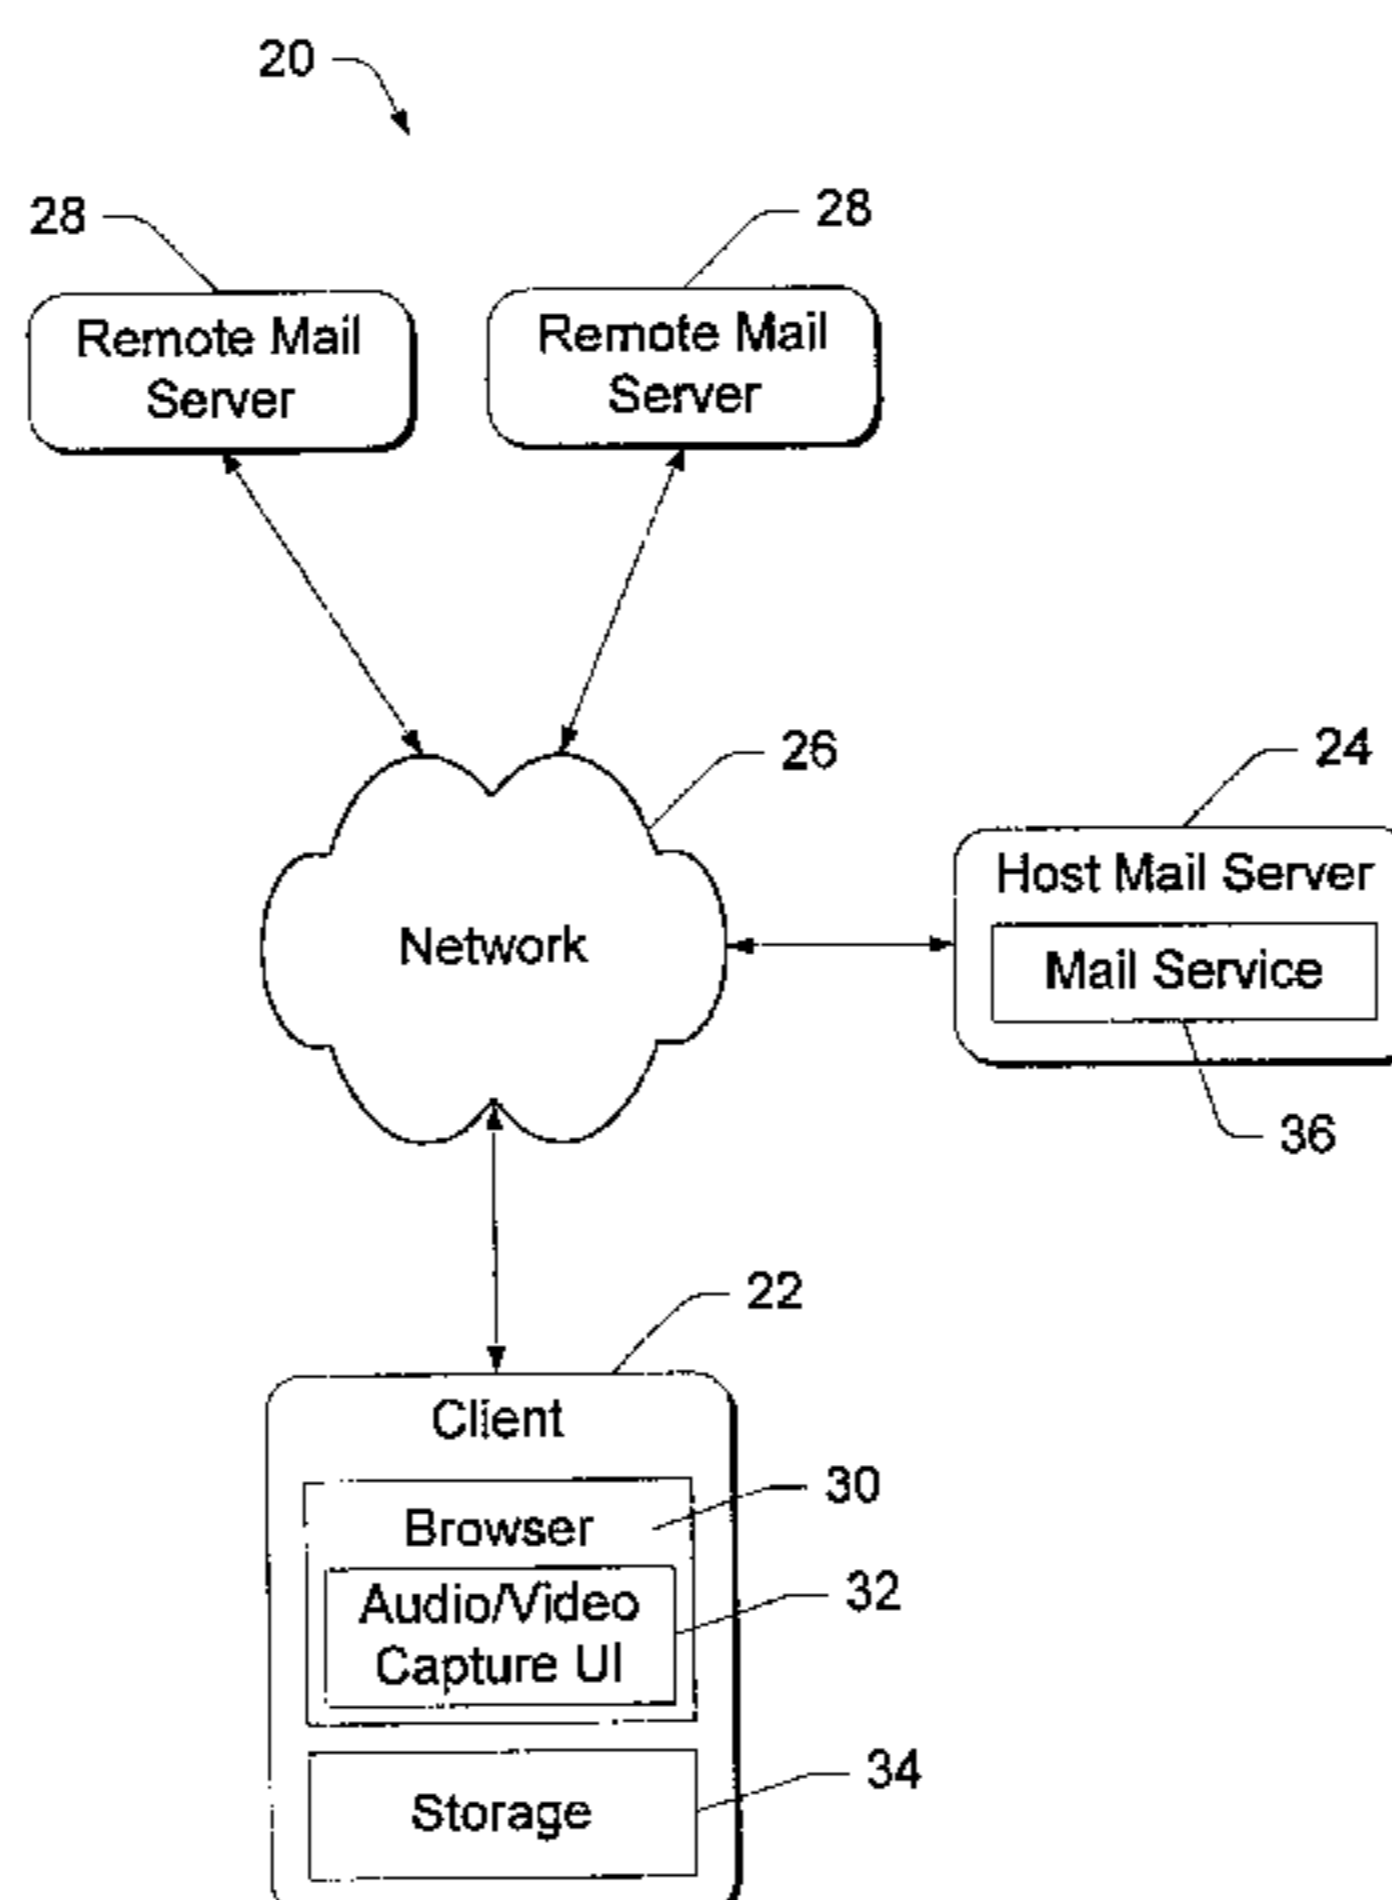 20
28
28
Remote Mail
Server
Remote Mail
Server
26
24
Network
Host Mail Server
Mail Service
36
22
Client
30
Browser
32
Audio/Video
Capture UI
34
Storage